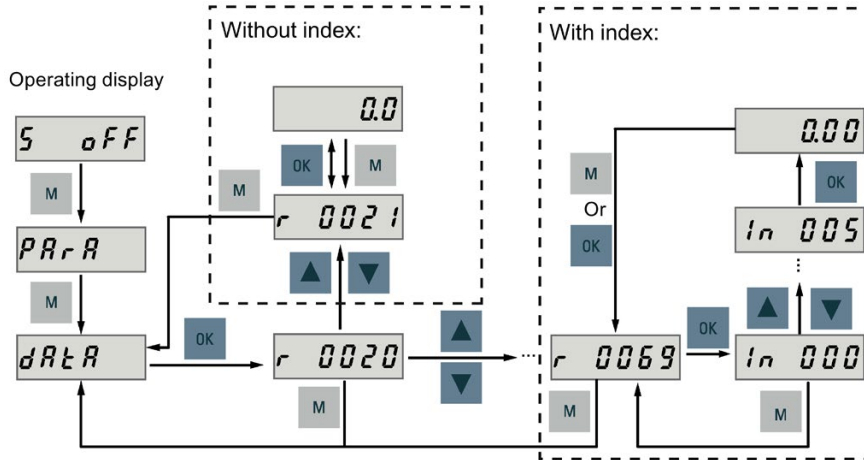 Without index:
With index:
Operating display
S oFF
0.0
0.00
M
OK
M
M
M
OK
r 0021
In 005
PArA
Or
M
OK
OK
OK
dAtA
r 0020
r 0069
In 000
M
M
M